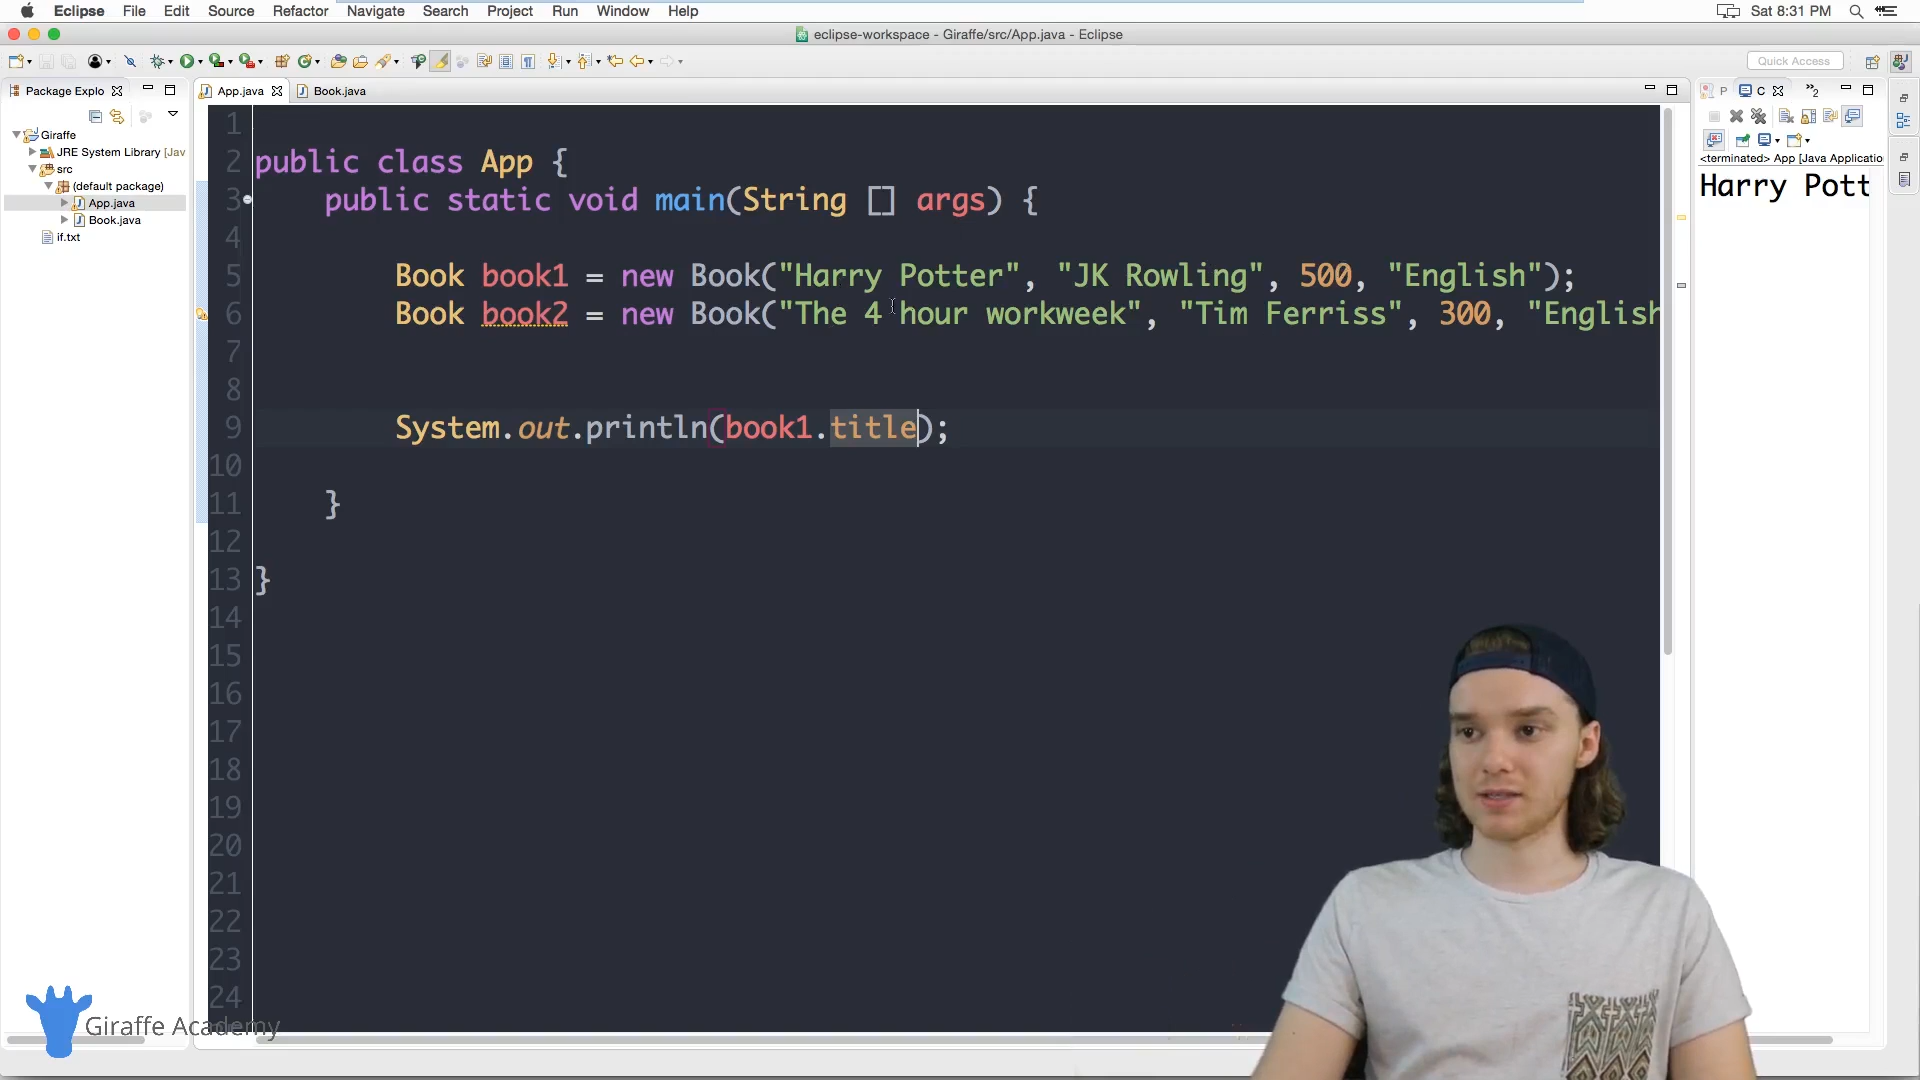 Eclipse File Edit Source Refactor Navigate Search Project Run Window Help Sat 8:31 PM
eclipse-workspace - Giraffe/src/App.java - Eclipse
Quick Access
Package Explo
App.java
Book.java
P
C
2
Giraffe
JRE System Library [Jav
src
(default package)
App.java
Book.java
if.txt
1
2 public class App {
3 public static void main(String [] args) {
4
5 Book book1 = new Book("Harry Potter", "JK Rowling", 500, "English");
6 Book book2 = new Book("The 4 hour workweek", "Tim Ferriss", 300, "English
7
8
9 System.out.println(book1.title);
10
11 }
12
13 }
14
15
16
17
18
19
20
21
22
23
24
<terminated> App [Java Applicatio
Harry Pott
Giraffe Academy